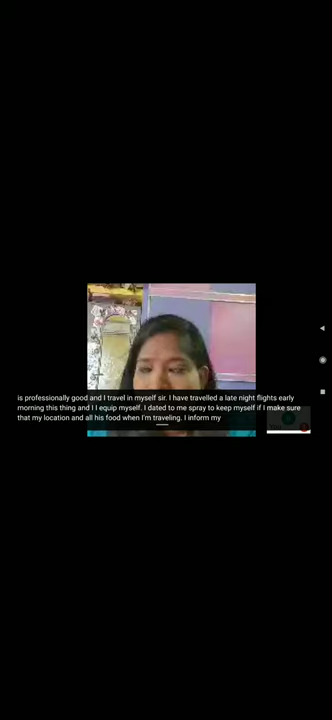 is professionally good and I travel in myself sir. I have travelled a late night flights early
morning this thing and I I equip myself. I dated to me spray to keep myself if I make sure
that my location and all his food when I'm traveling. I inform my